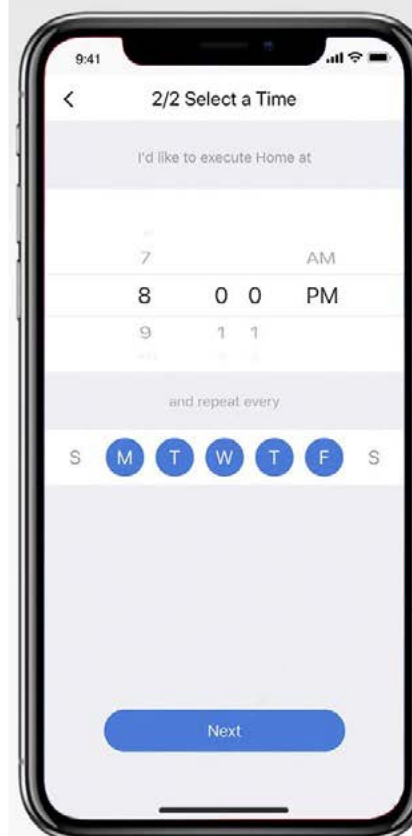 9:41
2/2 Select a Time
I'd like to execute Home at
7 AM
8 0 0 PM
9 1 1
and repeat every
S M T W T F S
Next